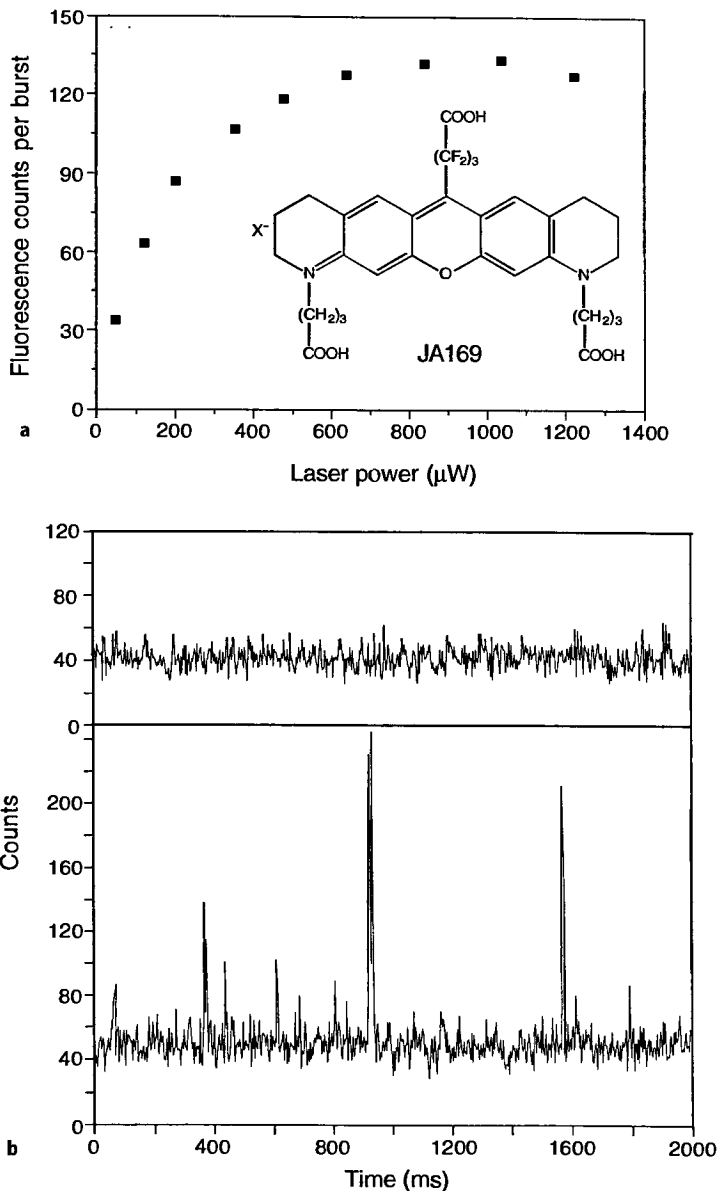 150
120
90
60
30
0
Fluorescence counts per burst
COOH
(CF₂)₃
X⁻
N
O
N
(CH₂)₃
(CH₂)₃
COOH
JA169
COOH
a
0 200 400 600 800 1000 1200 1400
Laser power (µW)
120
80
40
0
200
160
120
80
40
0
Counts
b
0 400 800 1200 1600 2000
Time (ms)